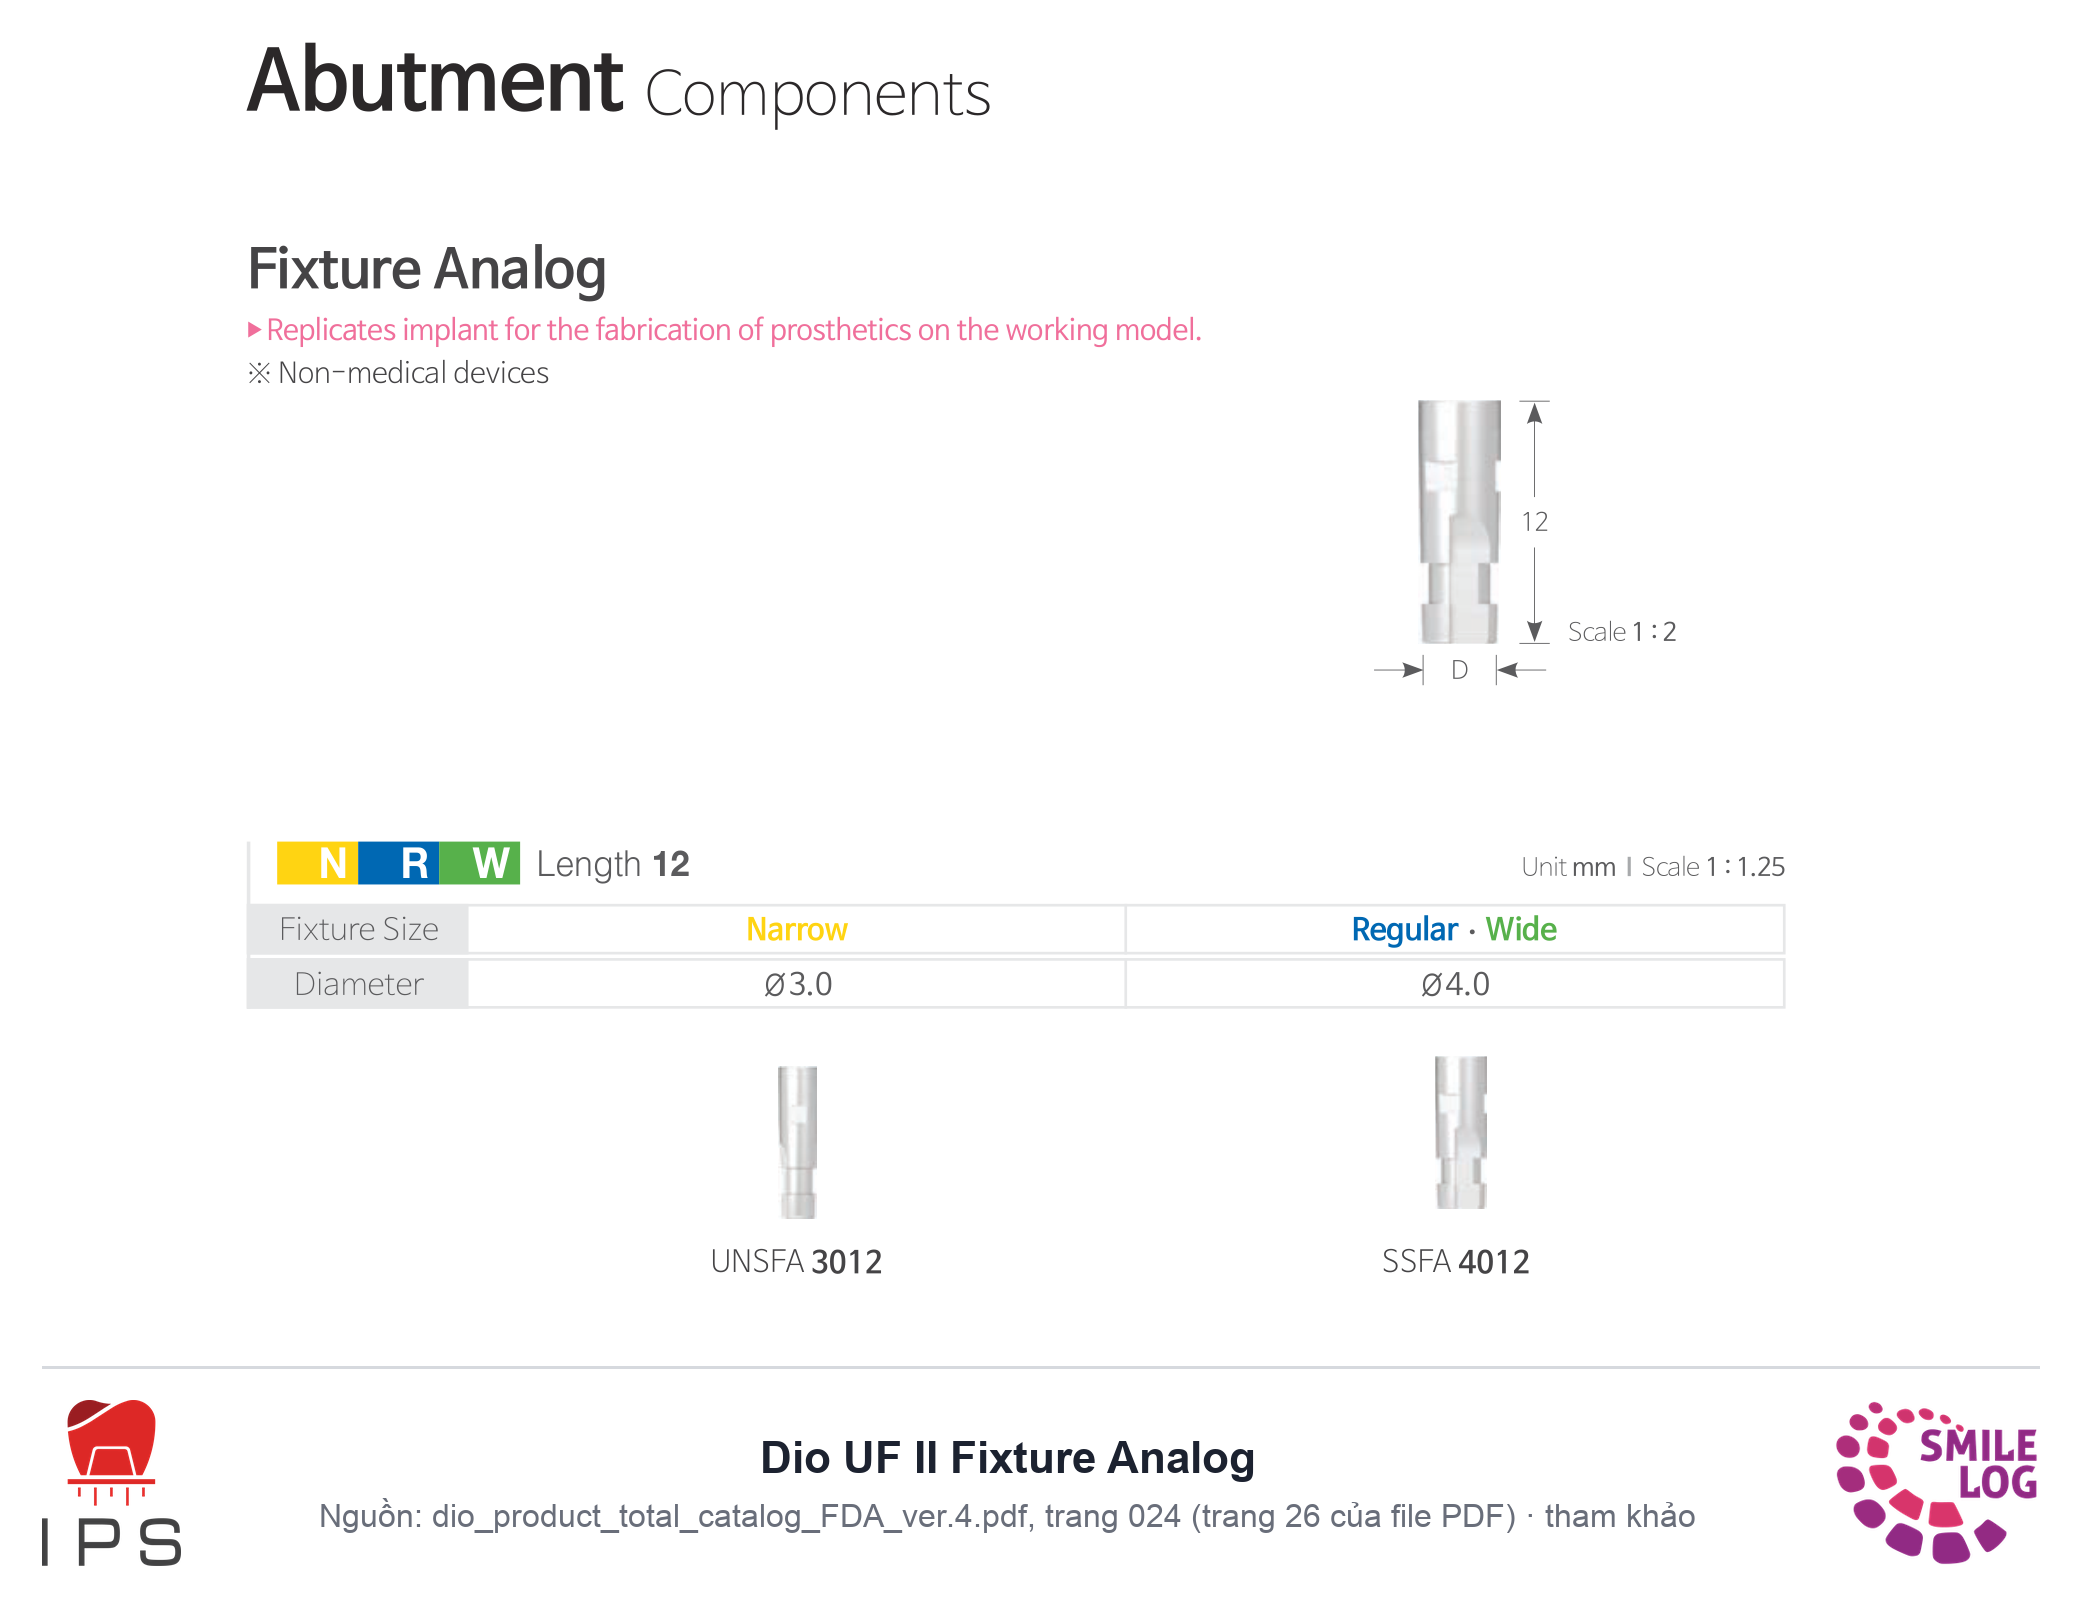 Abutment Components
Fixture Analog
▶ Replicates implant for the fabrication of prosthetics on the working model.
※ Non-medical devices
12
Scale 1 : 2
D
N R W Length 12
Unit mm | Scale 1 : 1.25
Fixture Size Narrow Regular · Wide
Diameter Ø3.0 Ø4.0
UNSFA 3012 SSFA 4012
IPS
Dio UF II Fixture Analog
Nguồn: dio_product_total_catalog_FDA_ver.4.pdf, trang 024 (trang 26 của file PDF) · tham khảo
SMILE
LOG